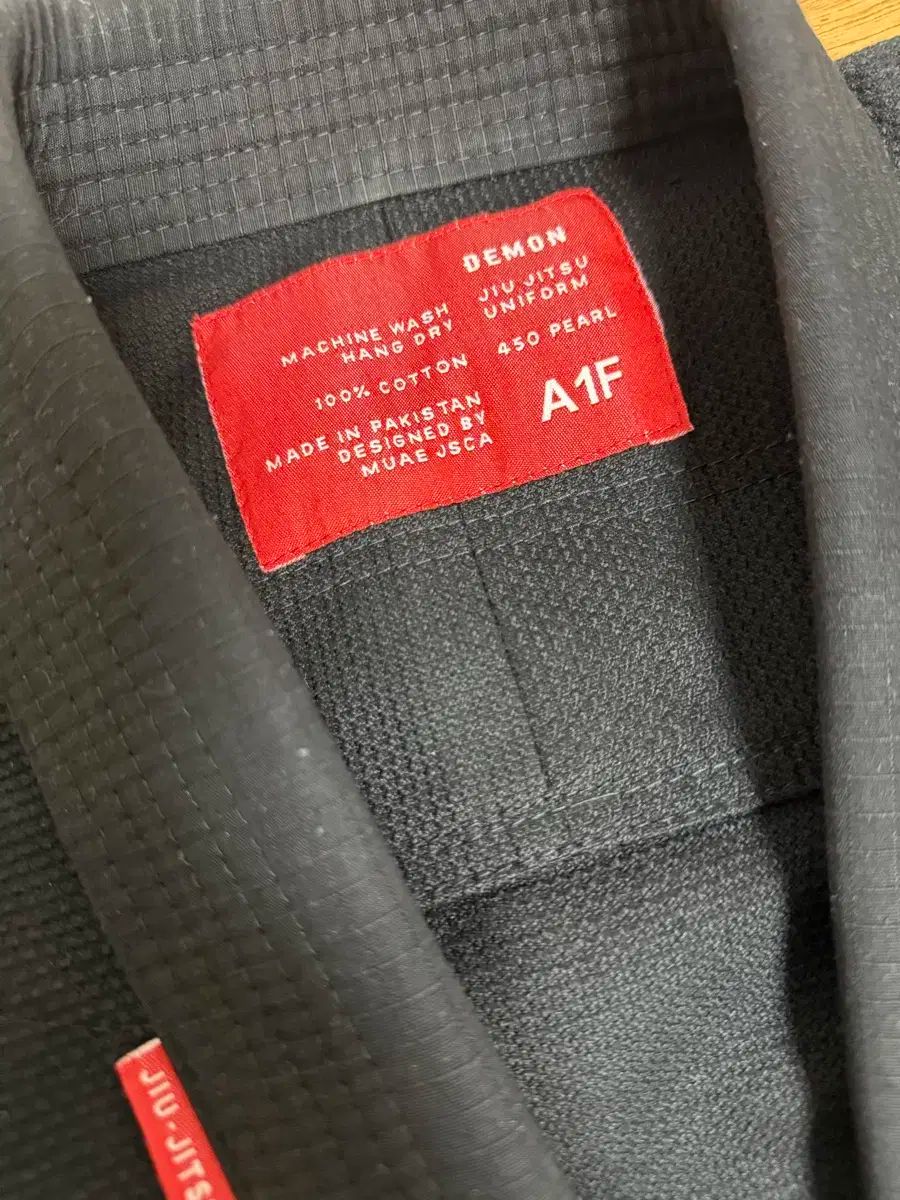 MACHINE WASH
HANG DRY
100% COTTON
MADE IN PAKISTAN
DESIGNED BY
MUAE JSCA
DEMON
JIU JITSU
UNIFORM
450 PEARL
A1F
JIU-JITS